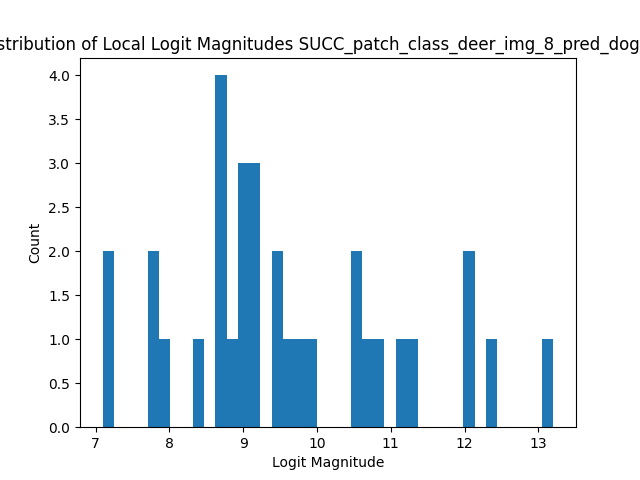 stribution of Local Logit Magnitudes SUCC_patch_class_deer_img_8_pred_dog
4.0
3.5
3.0
2.5
2.0
1.5
1.0
0.5
0.0
Count
7 8 9 10 11 12 13
Logit Magnitude